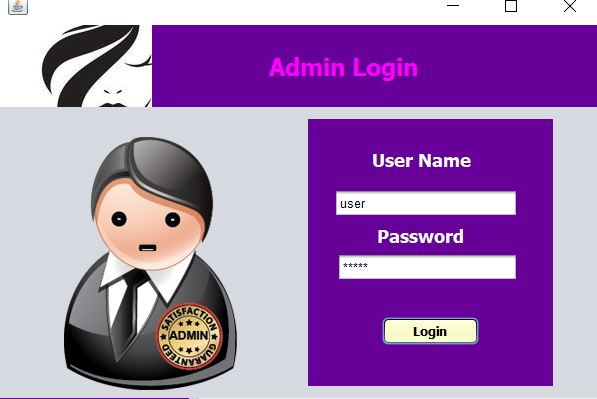 Admin Login
User Name
user
Password
*****
Login
SATISFACTION
ADMIN
GUARANTEED